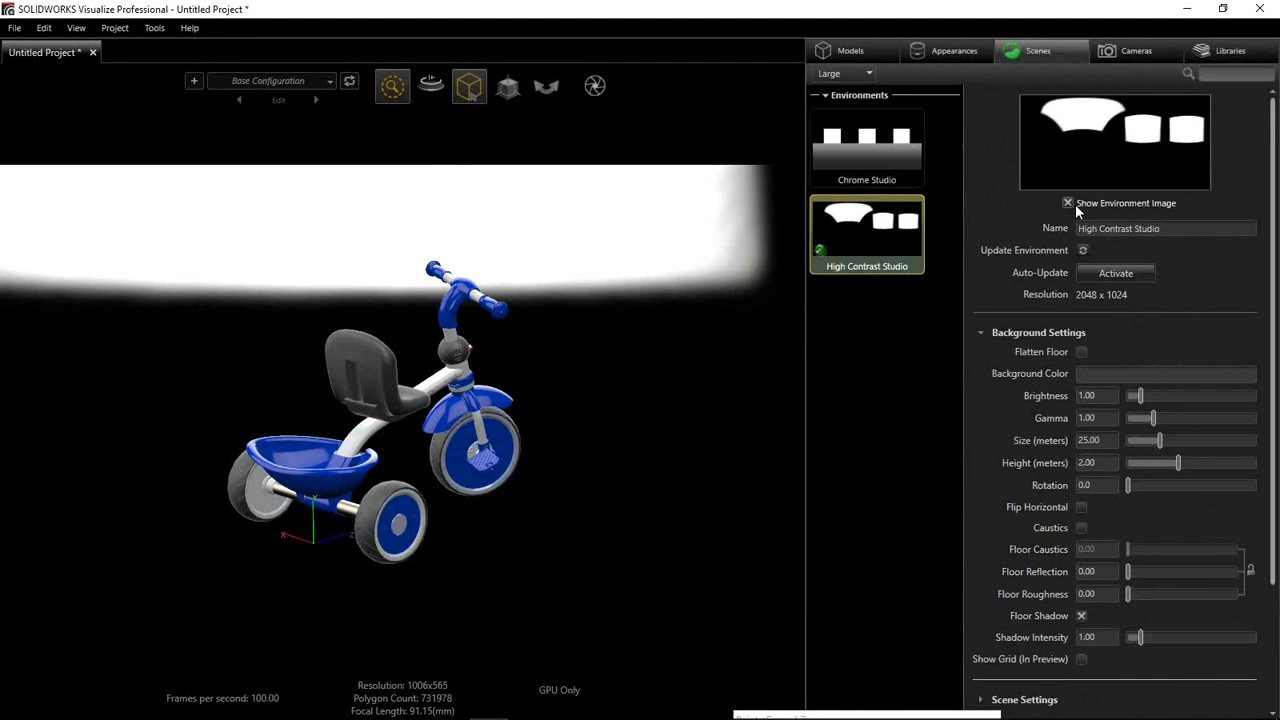 SOLIDWORKS Visualize Professional - Untitled Project *
File Edit View Project Tools Help
Untitled Project *
Models Appearances Scenes Cameras Libraries
Base Configuration
Edit
Large
Environments
Chrome Studio
High Contrast Studio
Show Environment Image
Name High Contrast Studio
Update Environment
Auto-Update Activate
Resolution 2048 x 1024
Background Settings
Flatten Floor
Background Color
Brightness 1.00
Gamma 1.00
Size (meters) 25.00
Height (meters) 2.00
Rotation 0.0
Flip Horizontal
Caustics
Floor Caustics 0.00
Floor Reflection 0.00
Floor Roughness 0.00
Floor Shadow
Shadow Intensity 1.00
Show Grid (In Preview)
Scene Settings
X Y Z
Frames per second: 100.00
Resolution: 1006x565
Polygon Count: 731978
Focal Length: 91.15(mm)
GPU Only